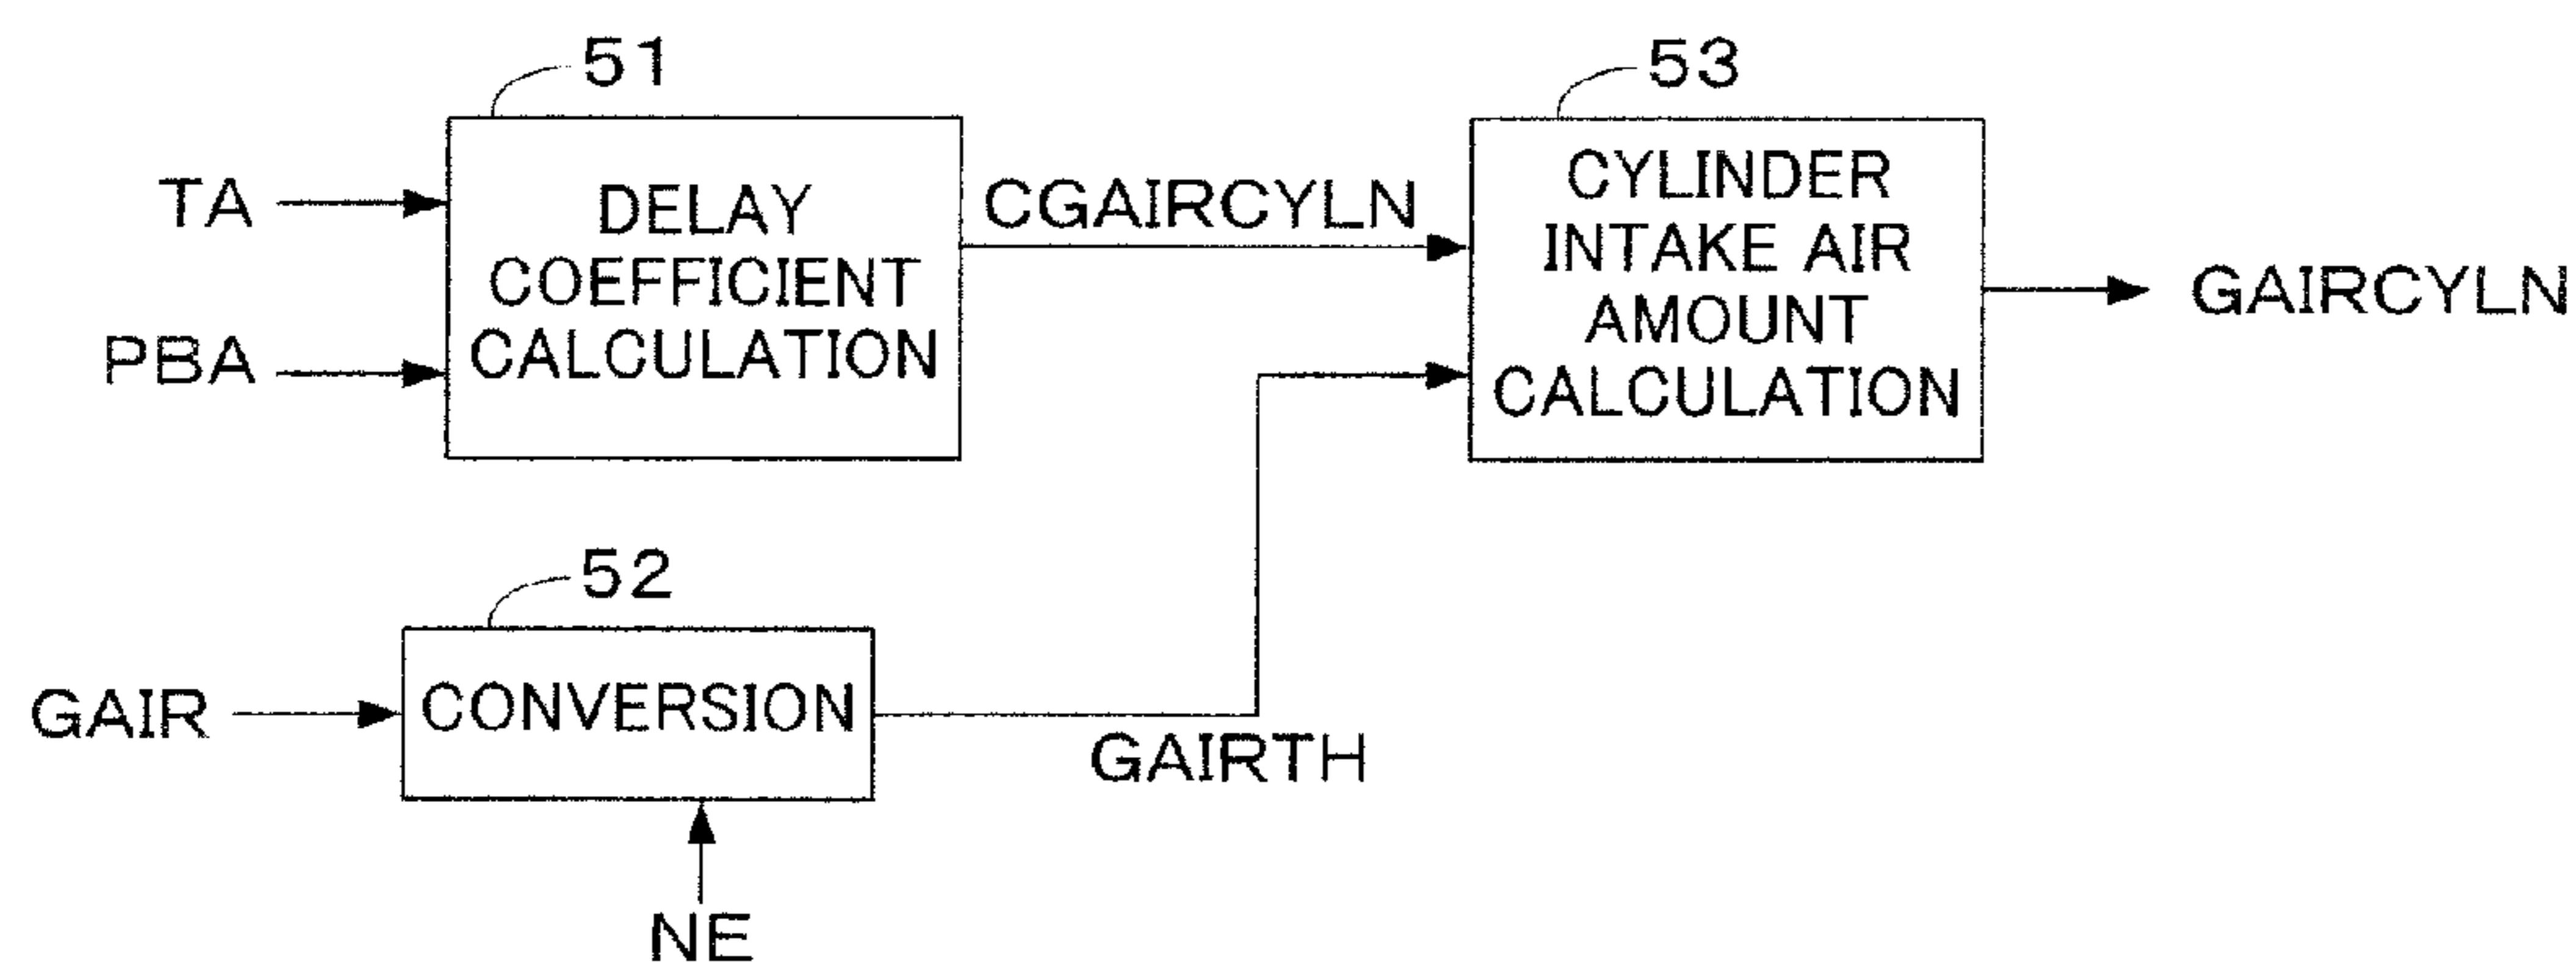 51
53
TA
PBA
DELAY
COEFFICIENT
CALCULATION
CGAIRCYLN
CYLINDER
INTAKE AIR
AMOUNT
CALCULATION
GAIRCYLN
52
GAIR
CONVERSION
GAIRTH
NE